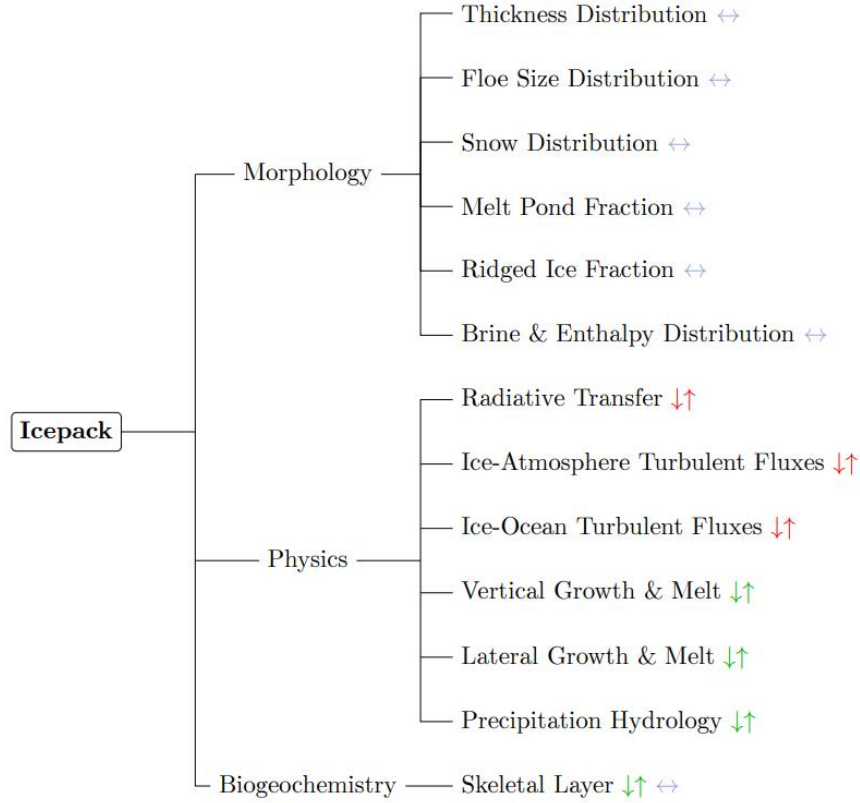 Thickness Distribution ↔
Floe Size Distribution ↔
Snow Distribution ↔
Morphology
Melt Pond Fraction ↔
Ridged Ice Fraction ↔
Brine & Enthalpy Distribution ↔
Radiative Transfer ↓↑
Icepack
Ice-Atmosphere Turbulent Fluxes ↓↑
Ice-Ocean Turbulent Fluxes ↓↑
Physics
Vertical Growth & Melt ↓↑
Lateral Growth & Melt ↓↑
Precipitation Hydrology ↓↑
Biogeochemistry
Skeletal Layer ↓↑ ↔